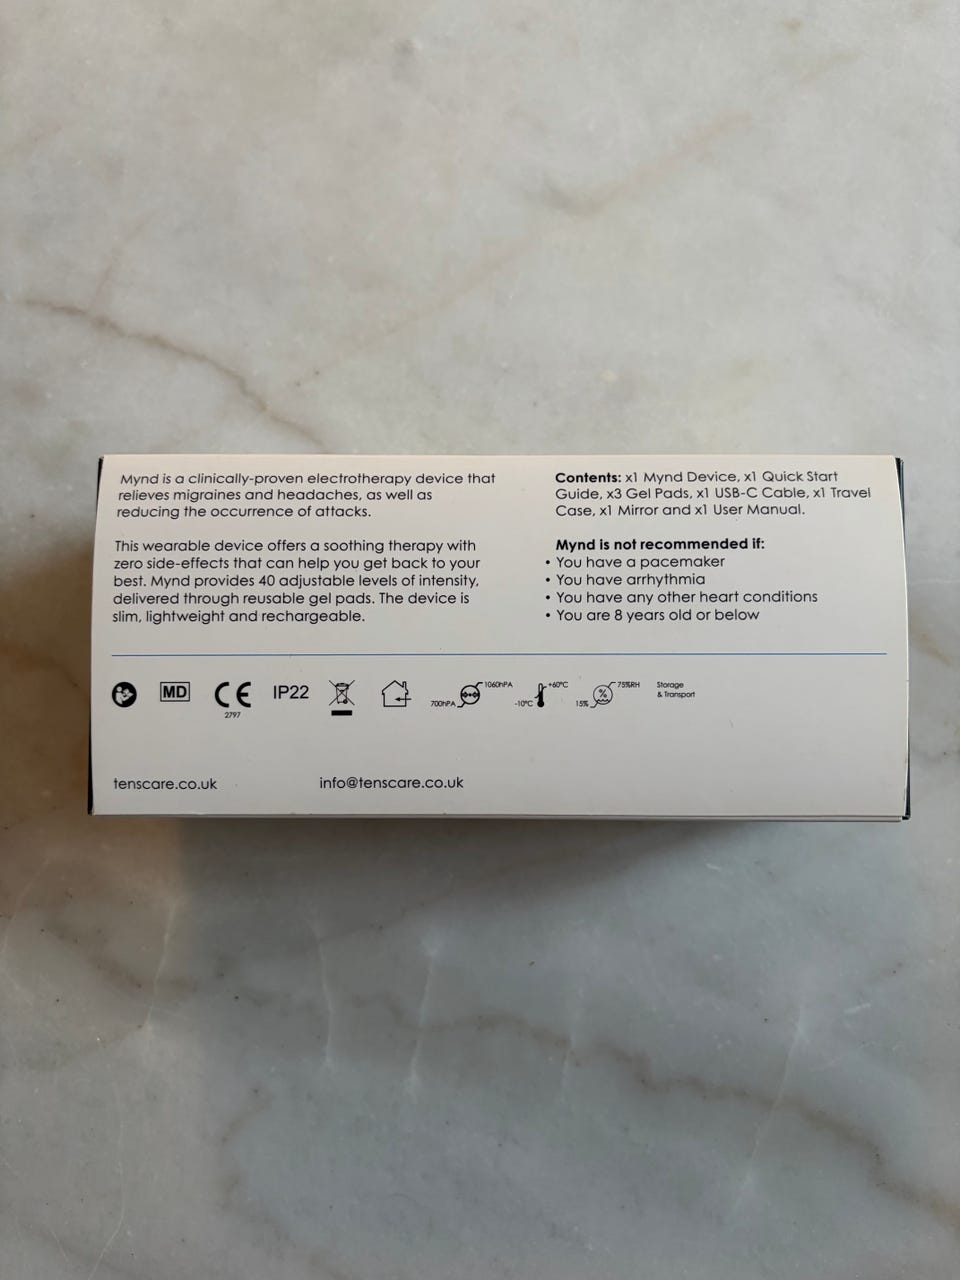 Mynd is a clinically-proven electrotherapy device that
relieves migraines and headaches, as well as
reducing the occurrence of attacks.
This wearable device offers a soothing therapy with
zero side-effects that can help you get back to your
best. Mynd provides 40 adjustable levels of intensity,
delivered through reusable gel pads. The device is
slim, lightweight and rechargeable.
Contents: x1 Mynd Device, x1 Quick Start
Guide, x3 Gel Pads, x1 USB-C Cable, x1 Travel
Case, x1 Mirror and x1 User Manual.
Mynd is not recommended if:
• You have a pacemaker
• You have arrhythmia
• You have any other heart conditions
• You are 8 years old or below
MD
CE
2797
IP22
700hPA
1060hPA
-10°C
+60°C
15%
%
75%RH
Storage
& Transport
tenscare.co.uk
info@tenscare.co.uk